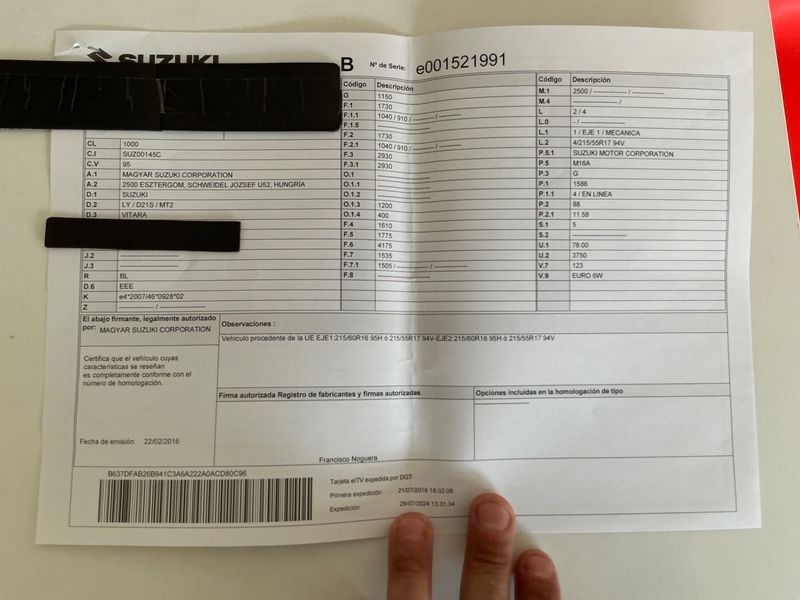 SUZUKI
B
Nº de Serie: e001521991
CL 1000
C.I SUZ00145C
C.V 95
A.1 MAGYAR SUZUKI CORPORATION
A.2 2500 ESZTERGOM, SCHWEIDEL JOZSEF U52, HUNGRÍA
D.1 SUZUKI
D.2 LY / D21S / MT2
D.3 VITARA
J.2 --------------------
J.3 --------------------
R BL
D.6 EEE
K e4*2007/46*0928*02
Z -------------- / ------------------
Código Descripción
G 1150
F.1 1730
F.1.1 1040 / 910 / -------------- / --------------
F.1.5
F.2 1730
F.2.1 1040 / 910 / -------------- / --------------
F.3 2930
F.3.1 2930
O.1 --------------------
O.1.1 --------------------
O.1.2 --------------------
O.1.3 1200
O.1.4 400
F.4 1610
F.5 1775
F.6 4175
F.7 1535
F.7.1 1505 / -------------- / --------------
F.8 --------------------
Código Descripción
M.1 2500 / -------------- / --------------
M.4 ------------------ /
L 2 / 4
L.0 - / ------------------
L.1 1 / EJE 1 / MECANICA
L.2 4/215/55R17 94V
P.5.1 SUZUKI MOTOR CORPORATION
P.5 M16A
P.3 G
P.1 1586
P.1.1 4 / EN LINEA
P.2 88
P.2.1 11.58
S.1 5
S.2 --------------------
U.1 78.00
U.2 3750
V.7 123
V.9 EURO 6W
El abajo firmante, legalmente autorizado
por: MAGYAR SUZUKI CORPORATION
Certifica que el vehículo cuyas
características se reseñan
es completamente conforme con el
número de homologación.
Fecha de emisión: 22/02/2016
Observaciones :
Vehículo procedente de la UE EJE1:215/60R16 95H ó 215/55R17 94V-EJE2:215/60R16 95H ó 215/55R17 94V
Firma autorizada Registro de fabricantes y firmas autorizadas
Francisco Noguera
Opciones incluidas en la homologación de tipo
--------------------
B637DFAB26B941C3A6A222A0ACD80C96
Tarjeta eITV expedida por DGT
Primera expedición: 21/07/2016 18:02:08
Expedición: 29/07/2024 13.31.34